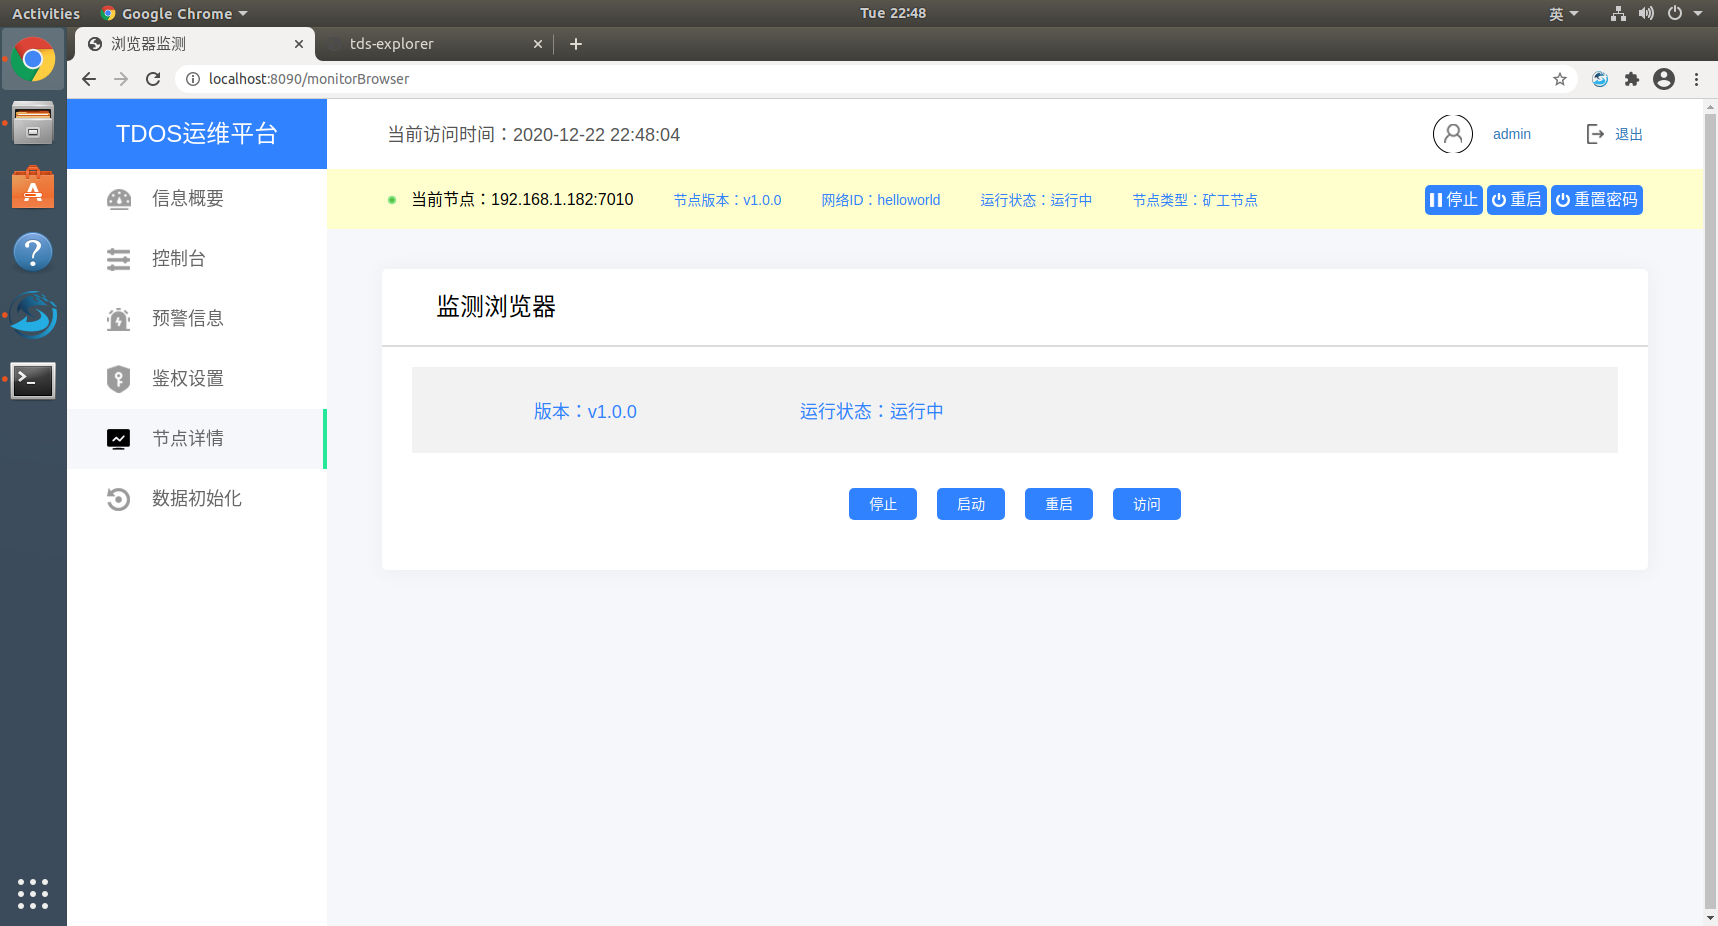 Activities Google Chrome Tue 22:48 英
浏览器监测 tds-explorer
localhost:8090/monitorBrowser
TDOS运维平台 当前访问时间：2020-12-22 22:48:04 admin 退出
当前节点：192.168.1.182:7010 节点版本：v1.0.0 网络ID：helloworld 运行状态：运行中 节点类型：矿工节点 停止 重启 重置密码
信息概要
控制台
预警信息
鉴权设置
节点详情
数据初始化
监测浏览器
版本：v1.0.0 运行状态：运行中
停止 启动 重启 访问